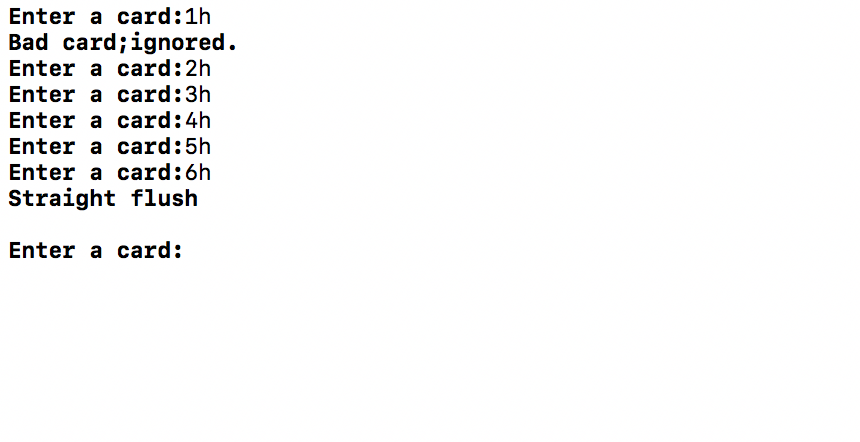 Enter a card:1h
Bad card;ignored.
Enter a card:2h
Enter a card:3h
Enter a card:4h
Enter a card:5h
Enter a card:6h
Straight flush
Enter a card: